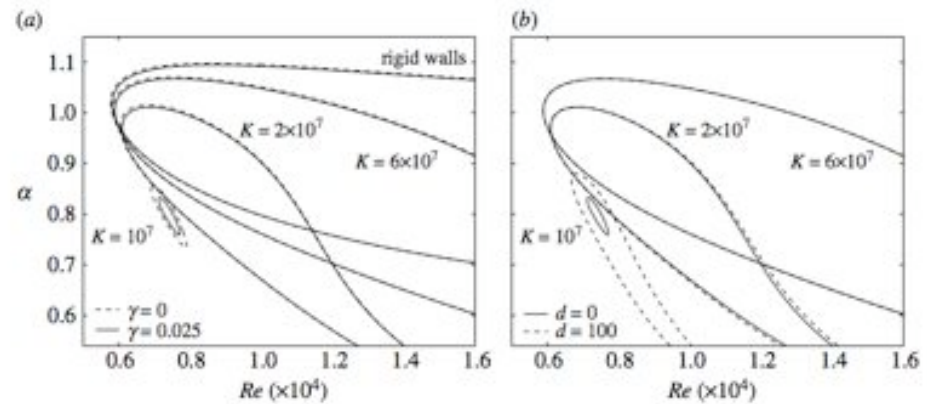 (a)
rigid walls
1.1
1.0
0.9
0.8
0.7
0.6
α
K = 2×10⁷
K = 6×10⁷
K = 10⁷
γ = 0
γ = 0.025
0.6 0.8 1.0 1.2 1.4 1.6
Re (×10⁴)
(b)
K = 2×10⁷
K = 6×10⁷
K = 10⁷
d = 0
d = 100
0.6 0.8 1.0 1.2 1.4 1.6
Re (×10⁴)